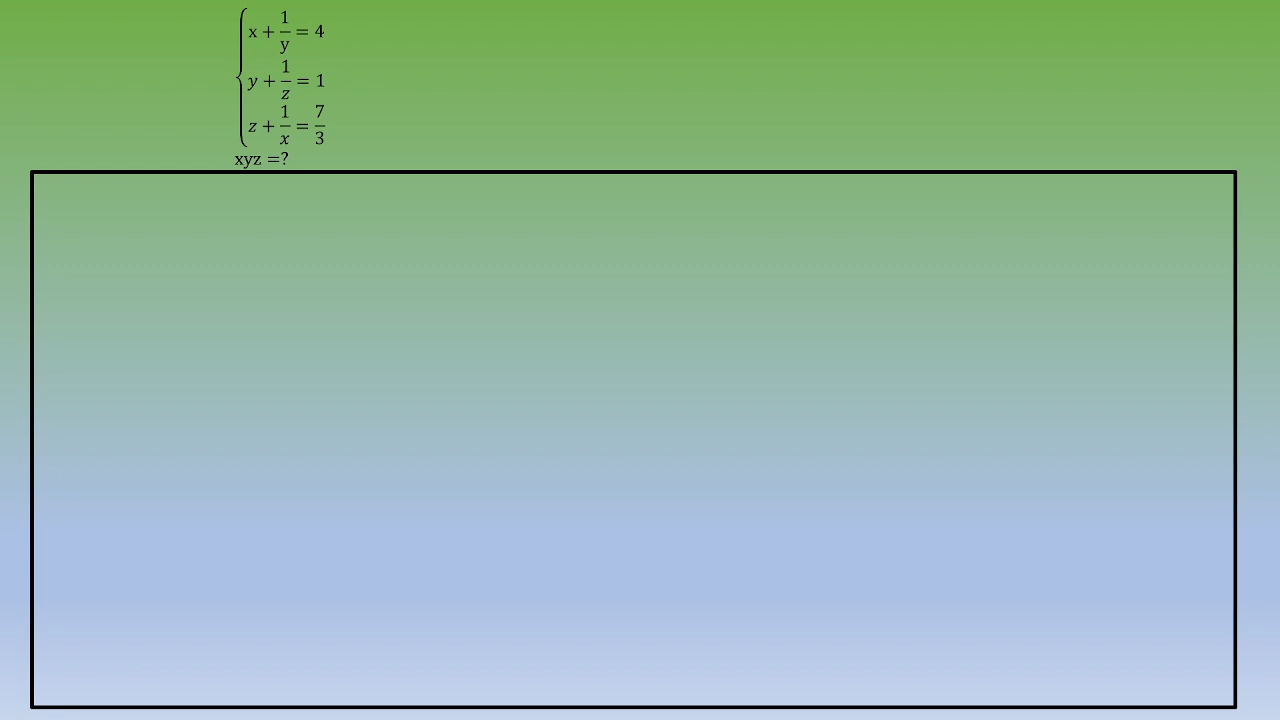 x + 1/y = 4
y + 1/z = 1
z + 1/x = 7/3
xyz =?